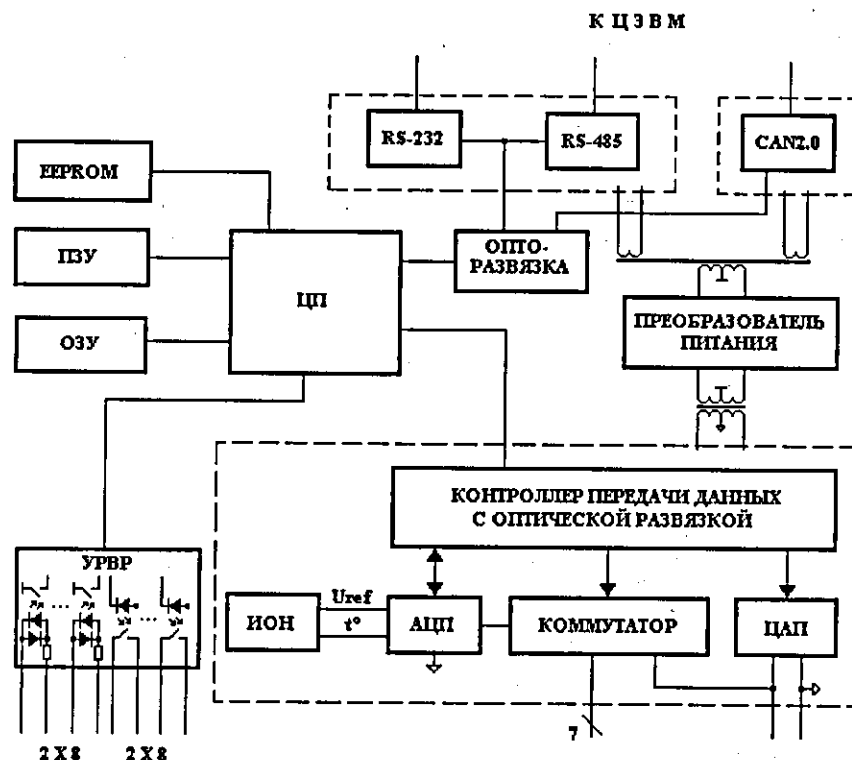 К ЦЗВМ
RS-232
RS-485
CAN2.0
EEPROM
ПЗУ
ОЗУ
ЦП
ОПТО-
РАЗВЯЗКА
ПРЕОБРАЗОВАТЕЛЬ
ПИТАНИЯ
КОНТРОЛЛЕР ПЕРЕДАЧИ ДАННЫХ
С ОПТИЧЕСКОЙ РАЗВЯЗКОЙ
УРВР
ИОН
Uref
t°
АЦП
КОММУТАТОР
ЦАП
7
2 X 8
2 X 8